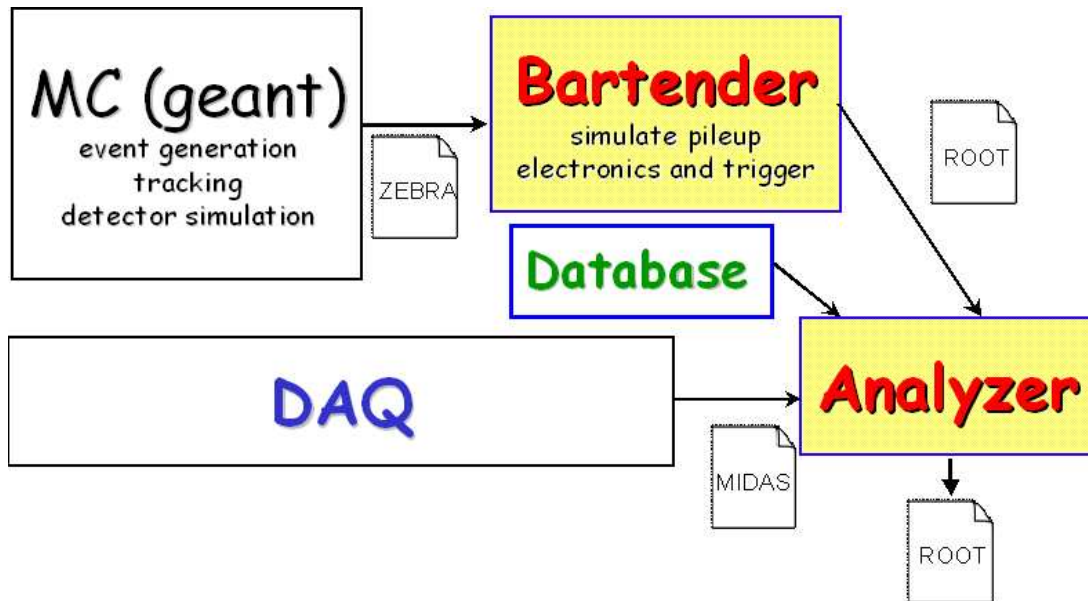 MC (geant)
event generation
tracking
detector simulation
ZEBRA
Bartender
simulate pileup
electronics and trigger
ROOT
Database
DAQ
MIDAS
Analyzer
ROOT